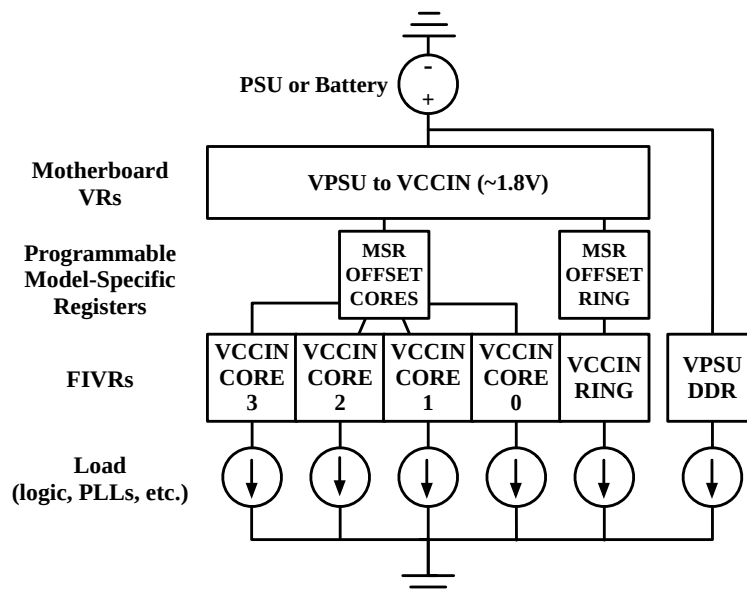 -
PSU or Battery
+
Motherboard
VRs
VPSU to VCCIN (~1.8V)
Programmable
Model-Specific
Registers
MSR
OFFSET
CORES
MSR
OFFSET
RING
FIVRs
VCCIN
CORE
3
VCCIN
CORE
2
VCCIN
CORE
1
VCCIN
CORE
0
VCCIN
RING
VPSU
DDR
Load
(logic, PLLs, etc.)